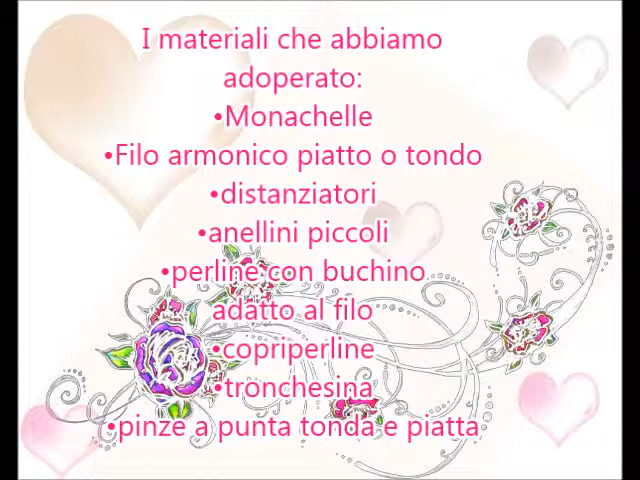 I materiali che abbiamo
adoperato:
•Monachelle
•Filo armonico piatto o tondo
•distanziatori
•anellini piccoli
•perline con buchino
adatto al filo
•copriperline
•tronchesina
•pinze a punta tonda e piatta